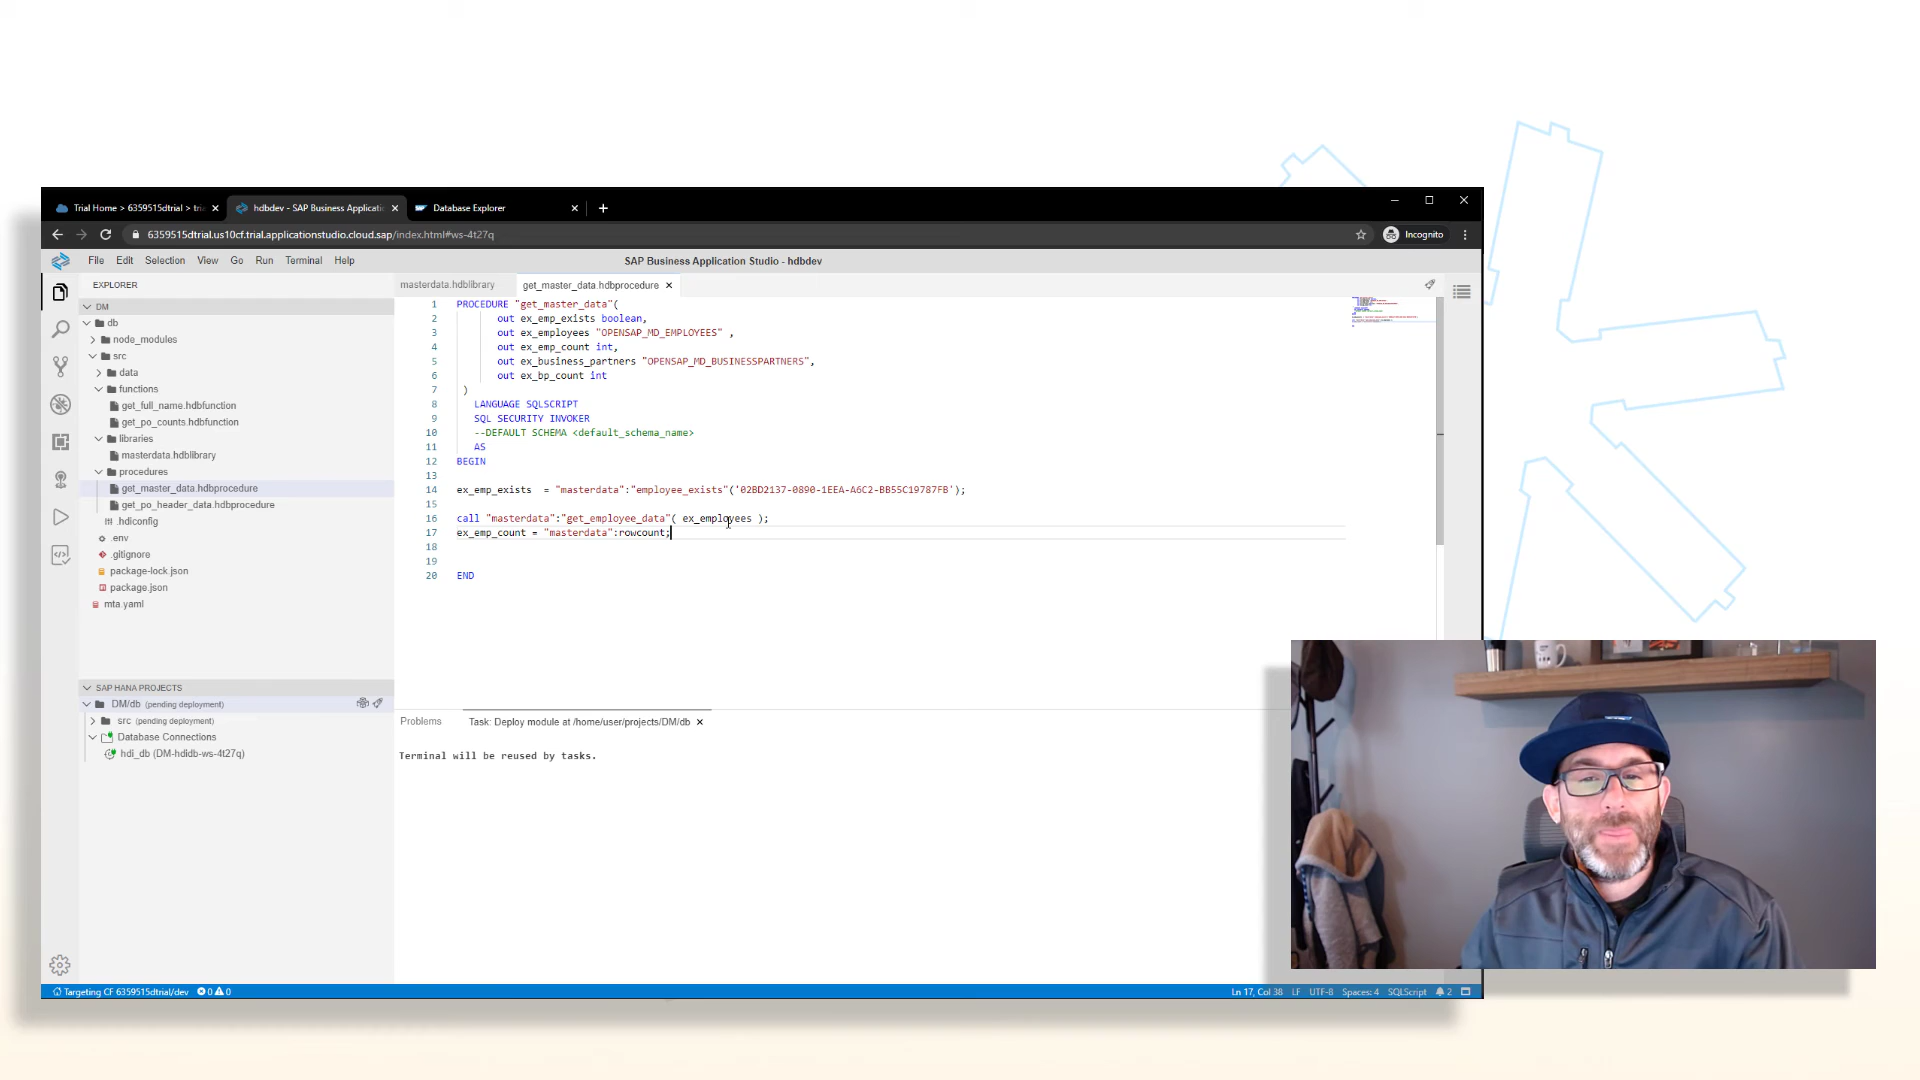 Trial Home > 6359515dtrial > tri
hdbdev - SAP Business Applicati
Database Explorer
6359515dtrial.us10cf.trial.applicationstudio.cloud.sap/index.html#ws-4t27q
Incognito
File Edit Selection View Go Run Terminal Help
SAP Business Application Studio - hdbdev
EXPLORER
DM
db
node_modules
src
data
functions
get_full_name.hdbfunction
get_po_counts.hdbfunction
libraries
masterdata.hdblibrary
procedures
get_master_data.hdbprocedure
get_po_header_data.hdbprocedure
.hdiconfig
.env
.gitignore
package-lock.json
package.json
mta.yaml
SAP HANA PROJECTS
DM/db (pending deployment)
src (pending deployment)
Database Connections
hdi_db (DM-hdidb-ws-4t27q)
masterdata.hdblibrary
get_master_data.hdbprocedure
1 PROCEDURE "get_master_data"(
2 out ex_emp_exists boolean,
3 out ex_employees "OPENSAP_MD_EMPLOYEES" ,
4 out ex_emp_count int,
5 out ex_business_partners "OPENSAP_MD_BUSINESSPARTNERS",
6 out ex_bp_count int
7 )
8 LANGUAGE SQLSCRIPT
9 SQL SECURITY INVOKER
10 --DEFAULT SCHEMA <default_schema_name>
11 AS
12 BEGIN
13
14 ex_emp_exists = "masterdata":"employee_exists"('02BD2137-0890-1EEA-A6C2-BB55C19787FB');
15
16 call "masterdata":"get_employee_data"( ex_employees );
17 ex_emp_count = "masterdata":rowcount;
18
19
20 END
Problems
Task: Deploy module at /home/user/projects/DM/db
Terminal will be reused by tasks.
Targeting CF 6359515dtrial/dev 0 0
Ln 17, Col 38 LF UTF-8 Spaces: 4 SQLScript 2